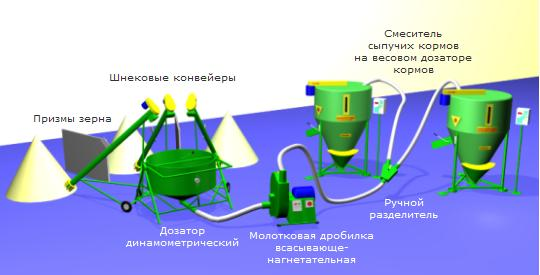 Смеситель
сыпучих кормов
на весовом дозаторе
кормов
Шнековые конвейеры
Призмы зерна
Ручной
разделитель
Дозатор
динамометрический
Молотковая дробилка
всасывающе-
нагнетательная